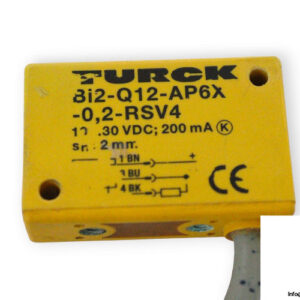 TURCK
Bi2-Q12-AP6X
-0,2-RSV4
10...30 VDC; 200 mA K
sn: 2 mm
1 BN +
3 BU -
4 BK
CE